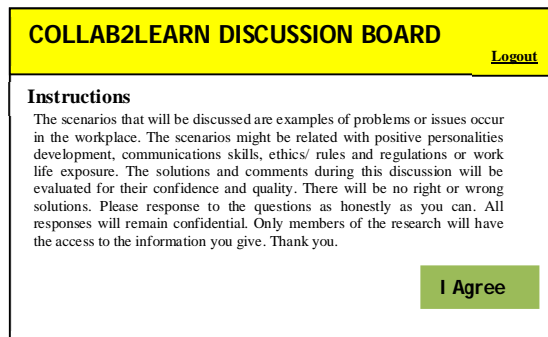 COLLAB2LEARN DISCUSSION BOARD
Logout
Instructions
The scenarios that will be discussed are examples of problems or issues occur
in the workplace. The scenarios might be related with positive personalities
development, communications skills, ethics/ rules and regulations or work
life exposure. The solutions and comments during this discussion will be
evaluated for their confidence and quality. There will be no right or wrong
solutions. Please response to the questions as honestly as you can. All
responses will remain confidential. Only members of the research will have
the access to the information you give. Thank you.
I Agree